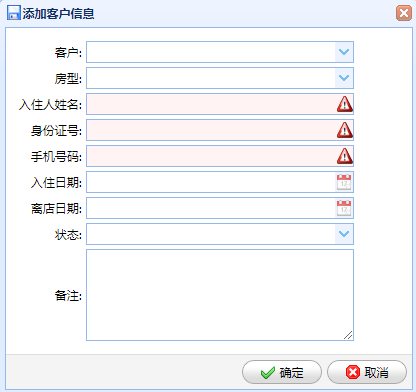 添加客户信息
客户:
房型:
入住人姓名:
身份证号:
手机号码:
入住日期:
离店日期:
状态:
备注:
确定 取消